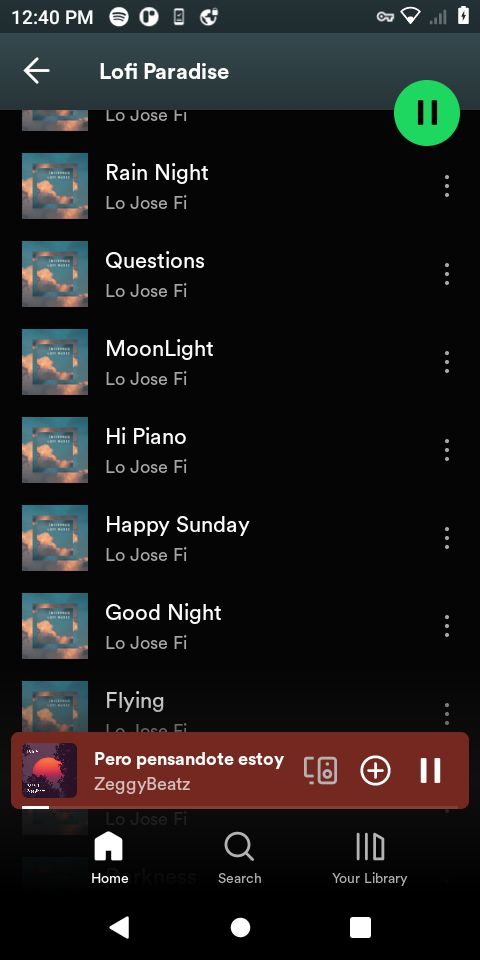 12:40 PM
Lofi Paradise
Lo Jose Fi
Rain Night
Lo Jose Fi
Questions
Lo Jose Fi
MoonLight
Lo Jose Fi
Hi Piano
Lo Jose Fi
Happy Sunday
Lo Jose Fi
Good Night
Lo Jose Fi
Flying
Lo Jose Fi
Pero pensandote estoy
ZeggyBeatz
Lo Jose Fi
Darkness
Home
Search
Your Library